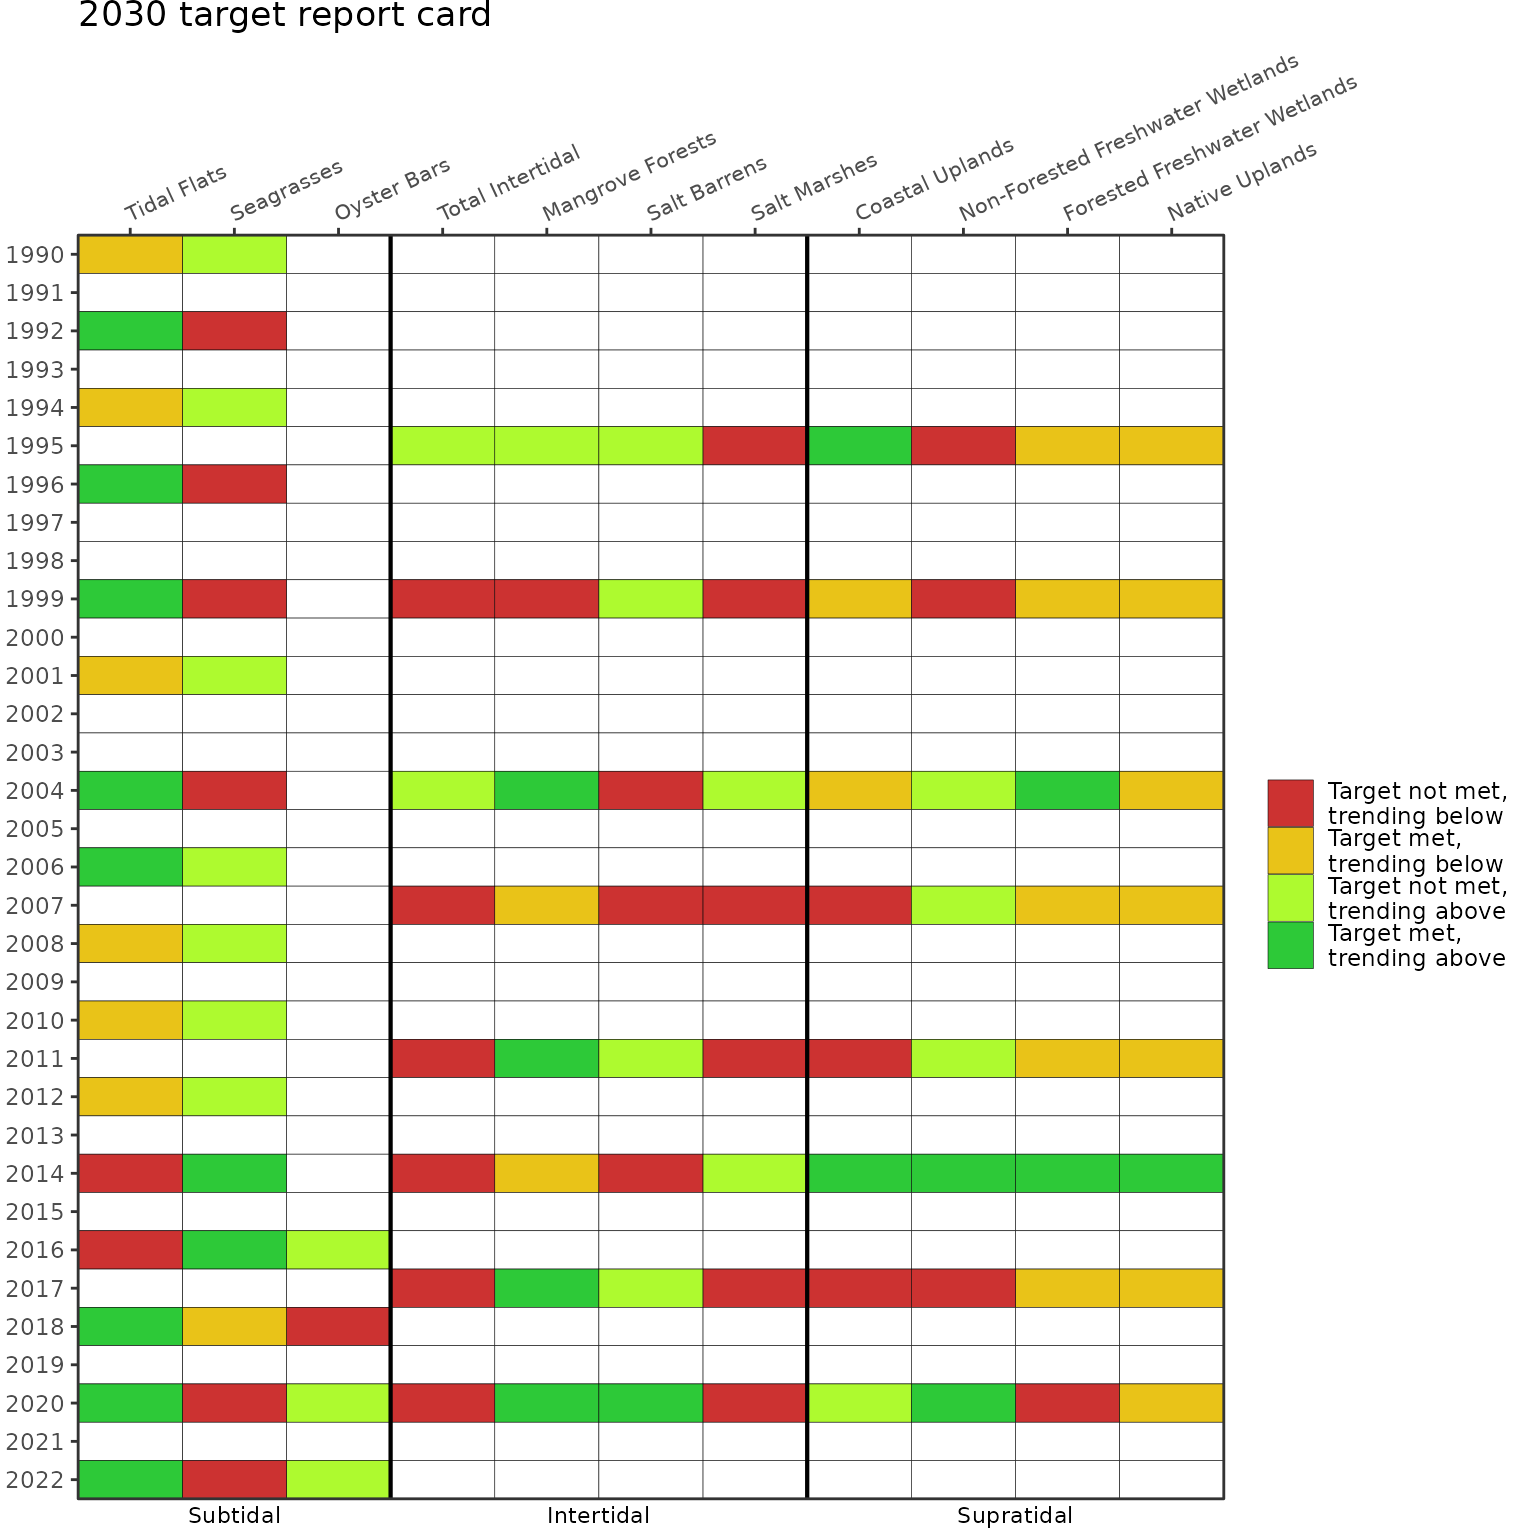 2030 target report card
Tidal Flats
Seagrasses
Oyster Bars
Total Intertidal
Mangrove Forests
Salt Barrens
Salt Marshes
Coastal Uplands
Non-Forested Freshwater Wetlands
Forested Freshwater Wetlands
Native Uplands
1990
1991
1992
1993
1994
1995
1996
1997
1998
1999
2000
2001
2002
2003
2004
2005
2006
2007
2008
2009
2010
2011
2012
2013
2014
2015
2016
2017
2018
2019
2020
2021
2022
Subtidal
Intertidal
Supratidal
Target not met,
trending below
Target met,
trending below
Target not met,
trending above
Target met,
trending above